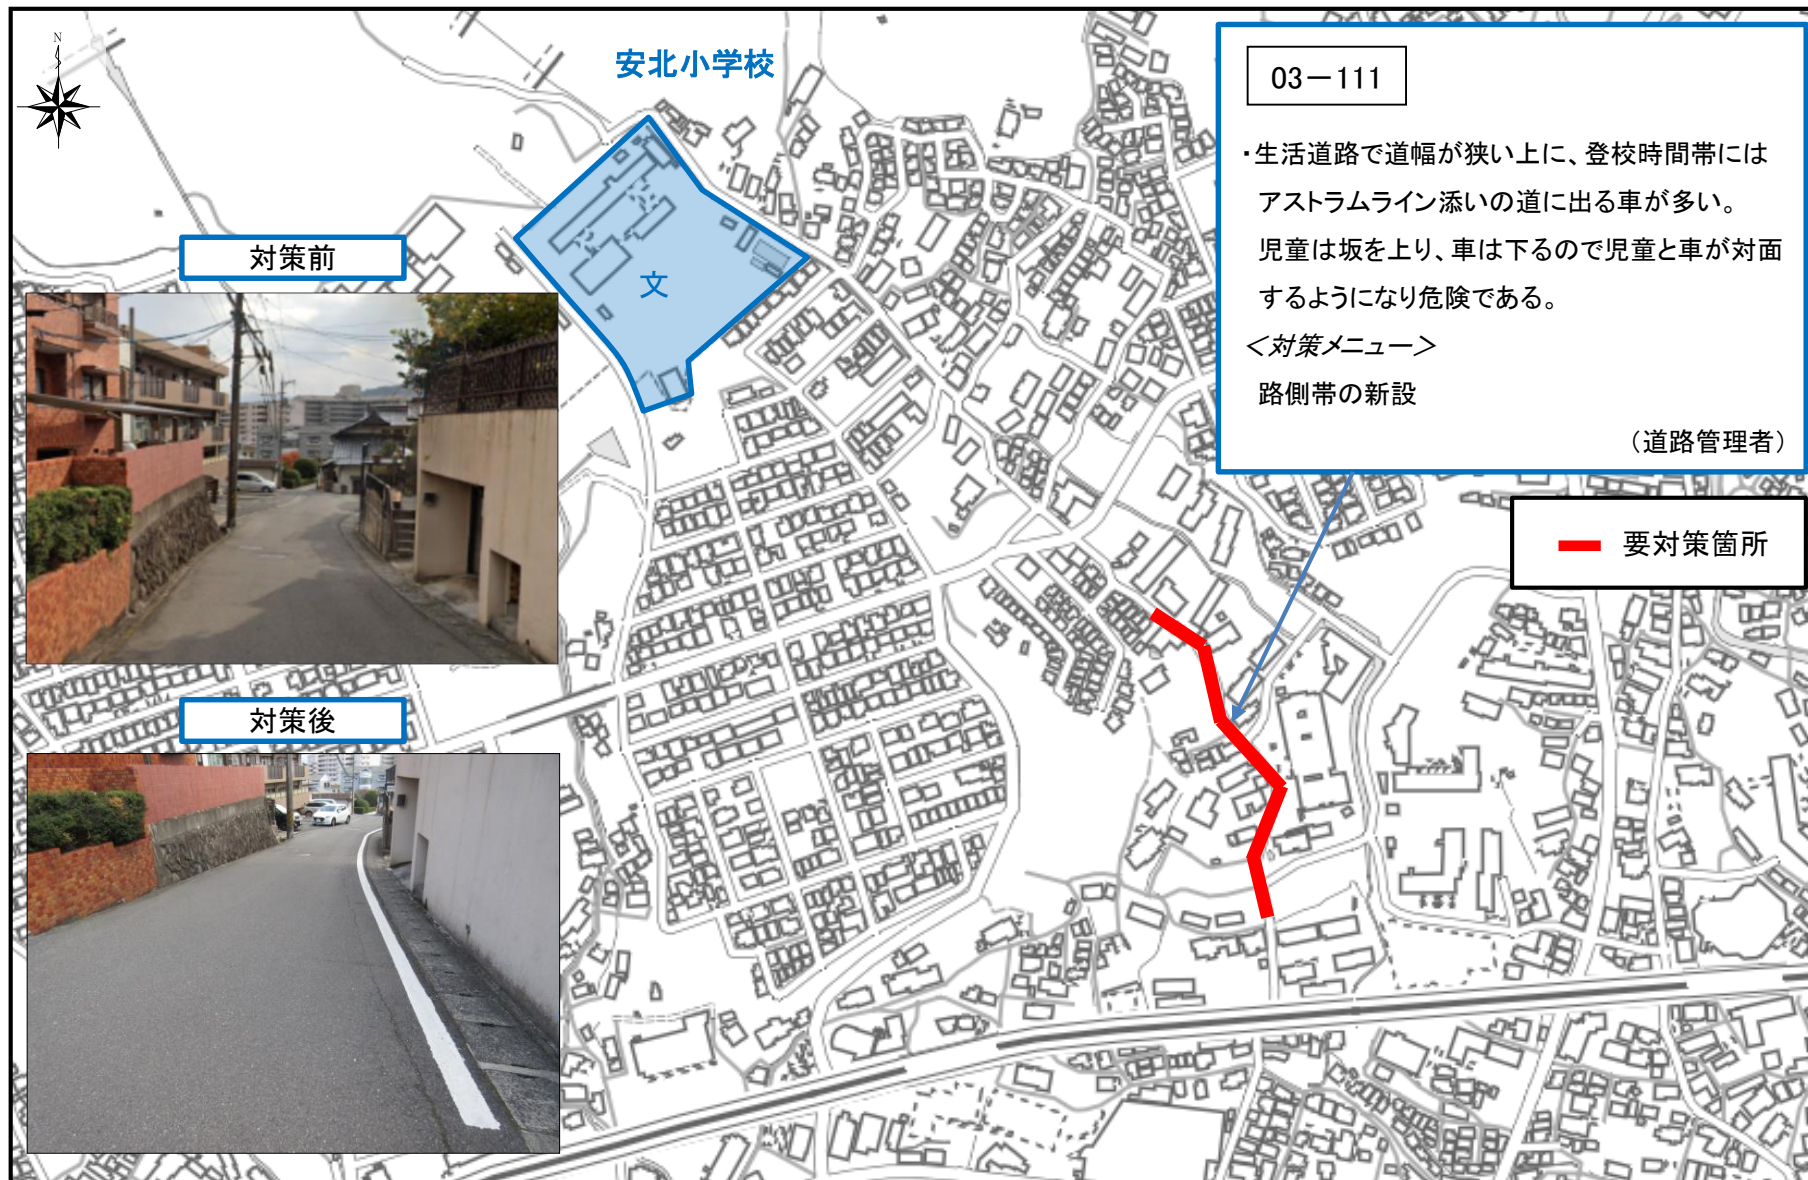 N
安北小学校
文
対策前
対策後
03－111
・生活道路で道幅が狭い上に、登校時間帯には
アストラムライン添いの道に出る車が多い。
児童は坂を上り、車は下るので児童と車が対面
するようになり危険である。
＜対策メニュー＞
路側帯の新設
（道路管理者）
要対策箇所